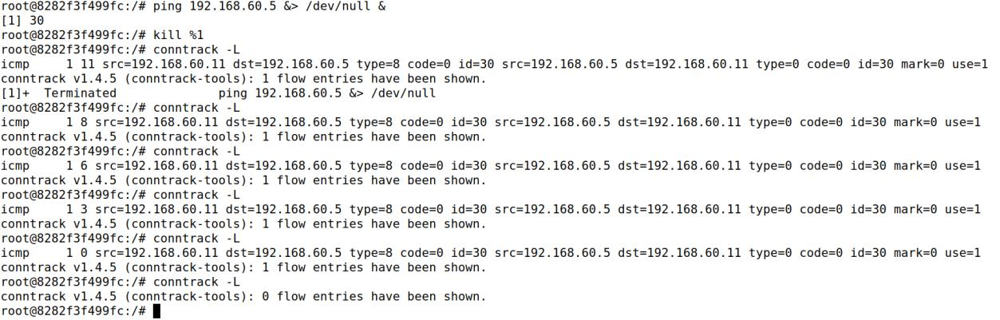 root@8282f3f499fc:/# ping 192.168.60.5 &> /dev/null &
[1] 30
root@8282f3f499fc:/# kill %1
root@8282f3f499fc:/# conntrack -L
icmp     1 11 src=192.168.60.11 dst=192.168.60.5 type=8 code=0 id=30 src=192.168.60.5 dst=192.168.60.11 type=0 code=0 id=30 mark=0 use=1
conntrack v1.4.5 (conntrack-tools): 1 flow entries have been shown.
[1]+  Terminated              ping 192.168.60.5 &> /dev/null
root@8282f3f499fc:/# conntrack -L
icmp     1 8 src=192.168.60.11 dst=192.168.60.5 type=8 code=0 id=30 src=192.168.60.5 dst=192.168.60.11 type=0 code=0 id=30 mark=0 use=1
conntrack v1.4.5 (conntrack-tools): 1 flow entries have been shown.
root@8282f3f499fc:/# conntrack -L
icmp     1 6 src=192.168.60.11 dst=192.168.60.5 type=8 code=0 id=30 src=192.168.60.5 dst=192.168.60.11 type=0 code=0 id=30 mark=0 use=1
conntrack v1.4.5 (conntrack-tools): 1 flow entries have been shown.
root@8282f3f499fc:/# conntrack -L
icmp     1 3 src=192.168.60.11 dst=192.168.60.5 type=8 code=0 id=30 src=192.168.60.5 dst=192.168.60.11 type=0 code=0 id=30 mark=0 use=1
conntrack v1.4.5 (conntrack-tools): 1 flow entries have been shown.
root@8282f3f499fc:/# conntrack -L
icmp     1 0 src=192.168.60.11 dst=192.168.60.5 type=8 code=0 id=30 src=192.168.60.5 dst=192.168.60.11 type=0 code=0 id=30 mark=0 use=1
conntrack v1.4.5 (conntrack-tools): 1 flow entries have been shown.
root@8282f3f499fc:/# conntrack -L
conntrack v1.4.5 (conntrack-tools): 0 flow entries have been shown.
root@8282f3f499fc:/#